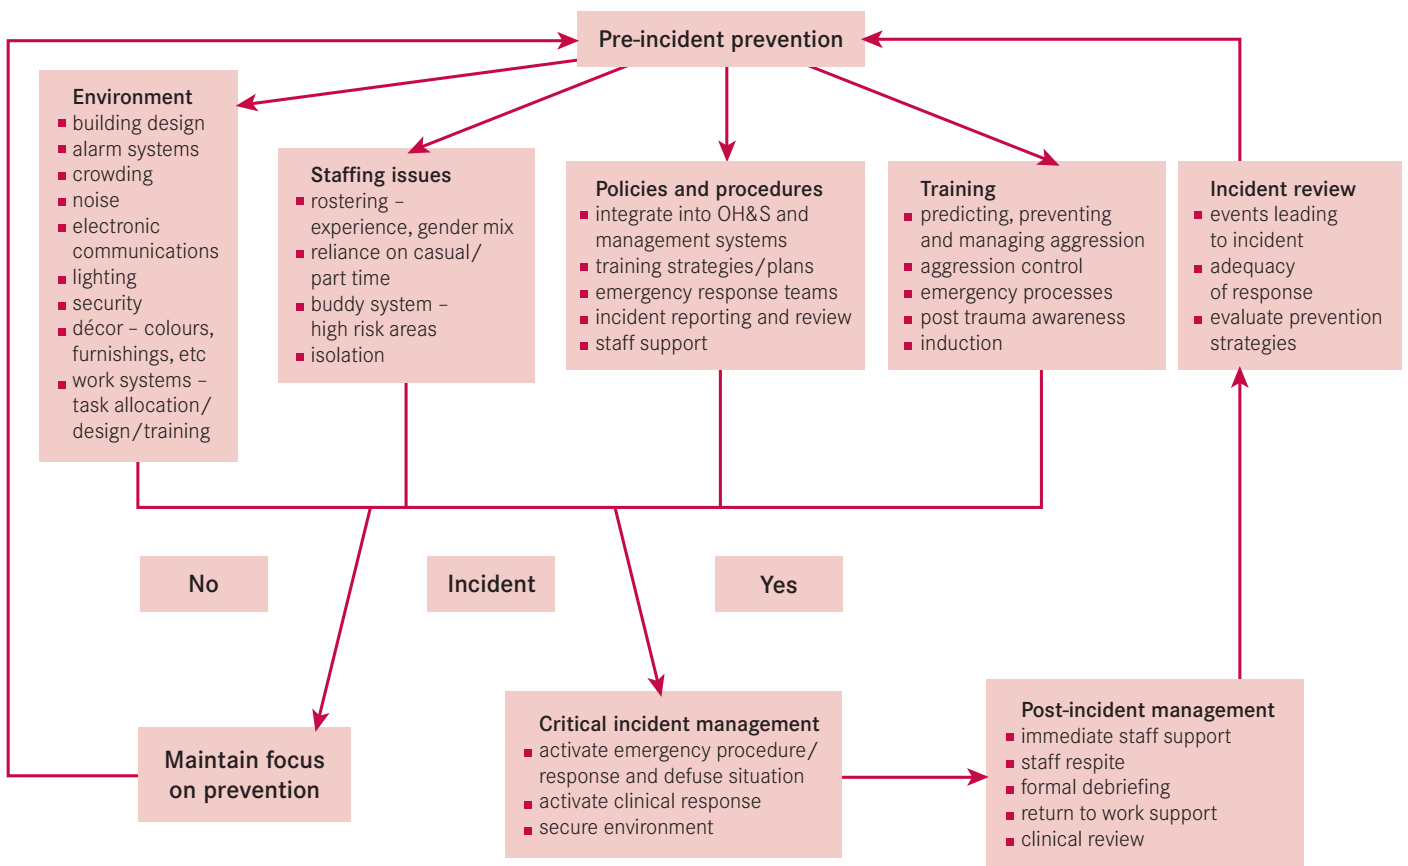 Pre-incident prevention
Environment
building design
alarm systems
crowding
noise
electronic
communications
lighting
security
décor – colours,
furnishings, etc
work systems –
task allocation/
design/training
Staffing issues
rostering –
experience, gender mix
reliance on casual/
part time
buddy system –
high risk areas
isolation
Policies and procedures
integrate into OH&S and
management systems
training strategies/plans
emergency response teams
incident reporting and review
staff support
Training
predicting, preventing
and managing aggression
aggression control
emergency processes
post trauma awareness
induction
Incident review
events leading
to incident
adequacy
of response
evaluate prevention
strategies
No
Incident
Yes
Maintain focus
on prevention
Critical incident management
activate emergency procedure/
response and defuse situation
activate clinical response
secure environment
Post-incident management
immediate staff support
staff respite
formal debriefing
return to work support
clinical review